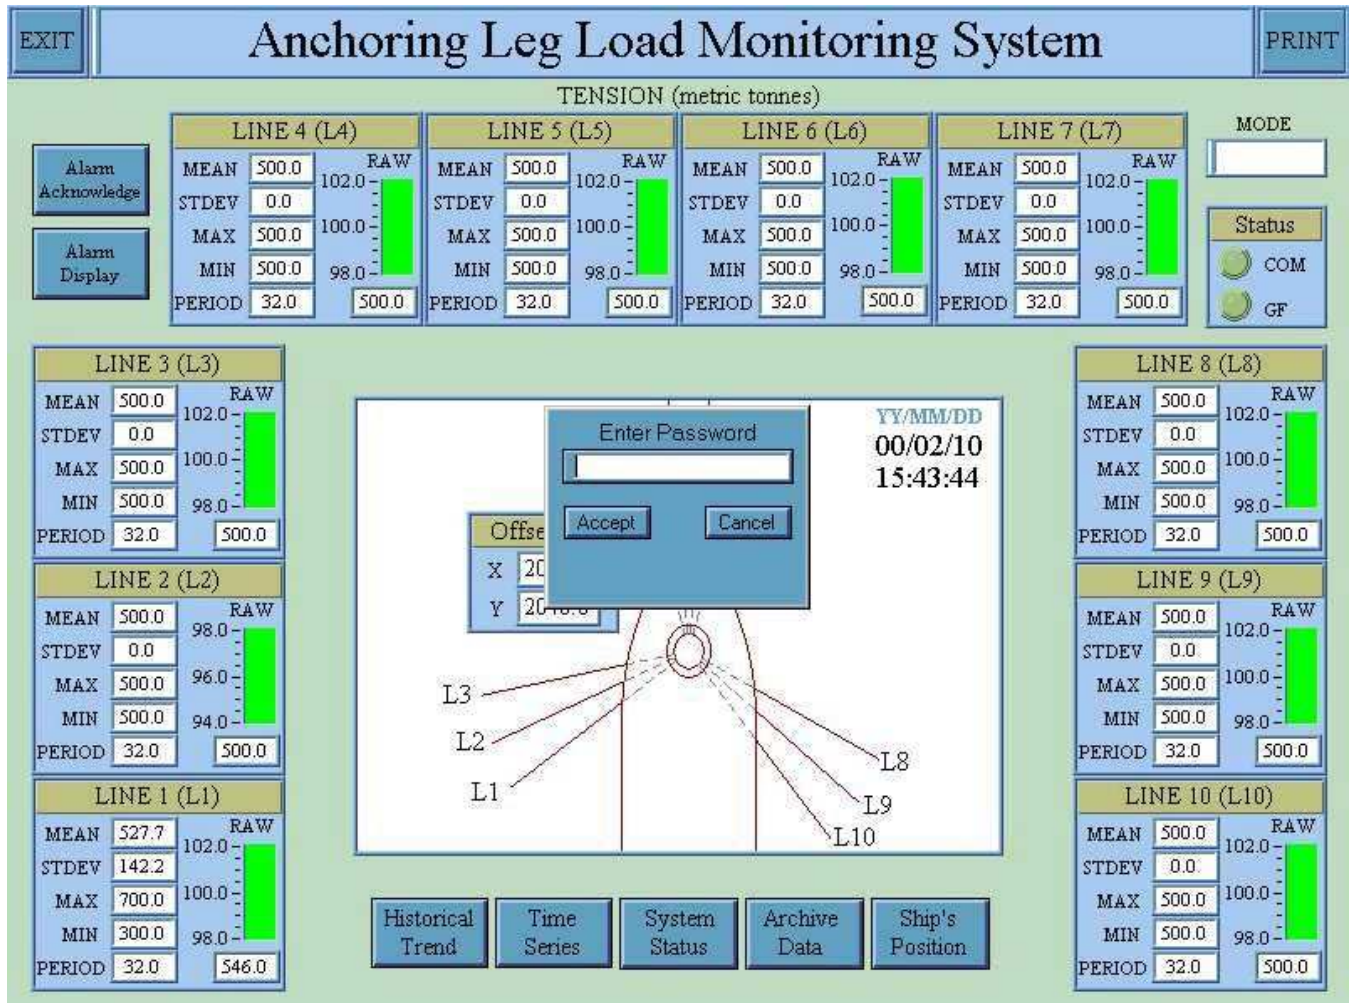 EXIT
Anchoring Leg Load Monitoring System
PRINT
TENSION (metric tonnes)
Alarm
Acknowledge
Alarm
Display
LINE 4 (L4)
MEAN 500.0 RAW
STDEV 0.0 102.0
MAX 500.0 100.0
MIN 500.0 98.0
PERIOD 32.0 500.0
LINE 5 (L5)
MEAN 500.0 RAW
STDEV 0.0 102.0
MAX 500.0 100.0
MIN 500.0 98.0
PERIOD 32.0 500.0
LINE 6 (L6)
MEAN 500.0 RAW
STDEV 0.0 102.0
MAX 500.0 100.0
MIN 500.0 98.0
PERIOD 32.0 500.0
LINE 7 (L7)
MEAN 500.0 RAW
STDEV 0.0 102.0
MAX 500.0 100.0
MIN 500.0 98.0
PERIOD 32.0 500.0
MODE
Status
COM
GF
LINE 3 (L3)
MEAN 500.0 RAW
STDEV 0.0 102.0
MAX 500.0 100.0
MIN 500.0 98.0
PERIOD 32.0 500.0
LINE 2 (L2)
MEAN 500.0 RAW
STDEV 0.0 98.0
MAX 500.0 96.0
MIN 500.0 94.0
PERIOD 32.0 500.0
LINE 1 (L1)
MEAN 527.7 RAW
STDEV 142.2 102.0
MAX 700.0 100.0
MIN 300.0 98.0
PERIOD 32.0 546.0
Enter Password
Accept Cancel
YY/MM/DD
00/02/10
15:43:44
X
Y
L3
L2
L1
L8
L9
L10
LINE 8 (L8)
MEAN 500.0 RAW
STDEV 0.0 102.0
MAX 500.0 100.0
MIN 500.0 98.0
PERIOD 32.0 500.0
LINE 9 (L9)
MEAN 500.0 RAW
STDEV 0.0 102.0
MAX 500.0 100.0
MIN 500.0 98.0
PERIOD 32.0 500.0
LINE 10 (L10)
MEAN 500.0 RAW
STDEV 0.0 102.0
MAX 500.0 100.0
MIN 500.0 98.0
PERIOD 32.0 500.0
Historical
Trend
Time
Series
System
Status
Archive
Data
Ship's
Position